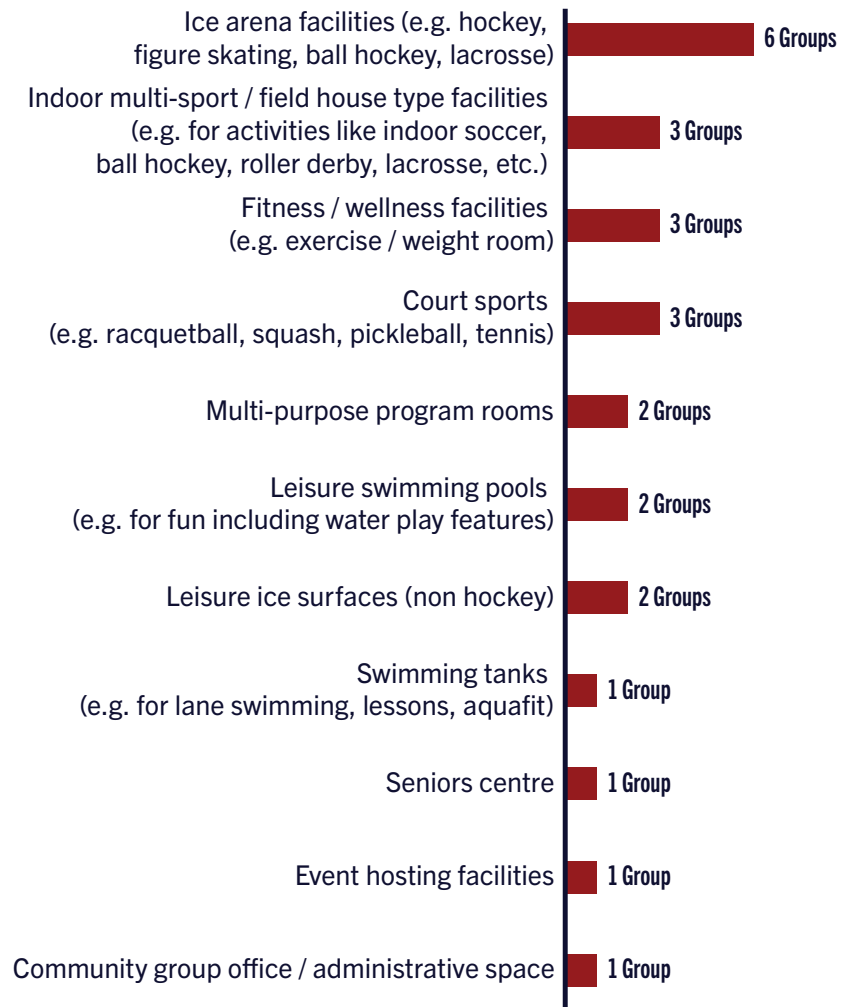 Ice arena facilities (e.g. hockey,
figure skating, ball hockey, lacrosse)
6 Groups
Indoor multi-sport / field house type facilities
(e.g. for activities like indoor soccer,
ball hockey, roller derby, lacrosse, etc.)
3 Groups
Fitness / wellness facilities
(e.g. exercise / weight room)
3 Groups
Court sports
(e.g. racquetball, squash, pickleball, tennis)
3 Groups
Multi-purpose program rooms
2 Groups
Leisure swimming pools
(e.g. for fun including water play features)
2 Groups
Leisure ice surfaces (non hockey)
2 Groups
Swimming tanks
(e.g. for lane swimming, lessons, aquafit)
1 Group
Seniors centre
1 Group
Event hosting facilities
1 Group
Community group office / administrative space
1 Group